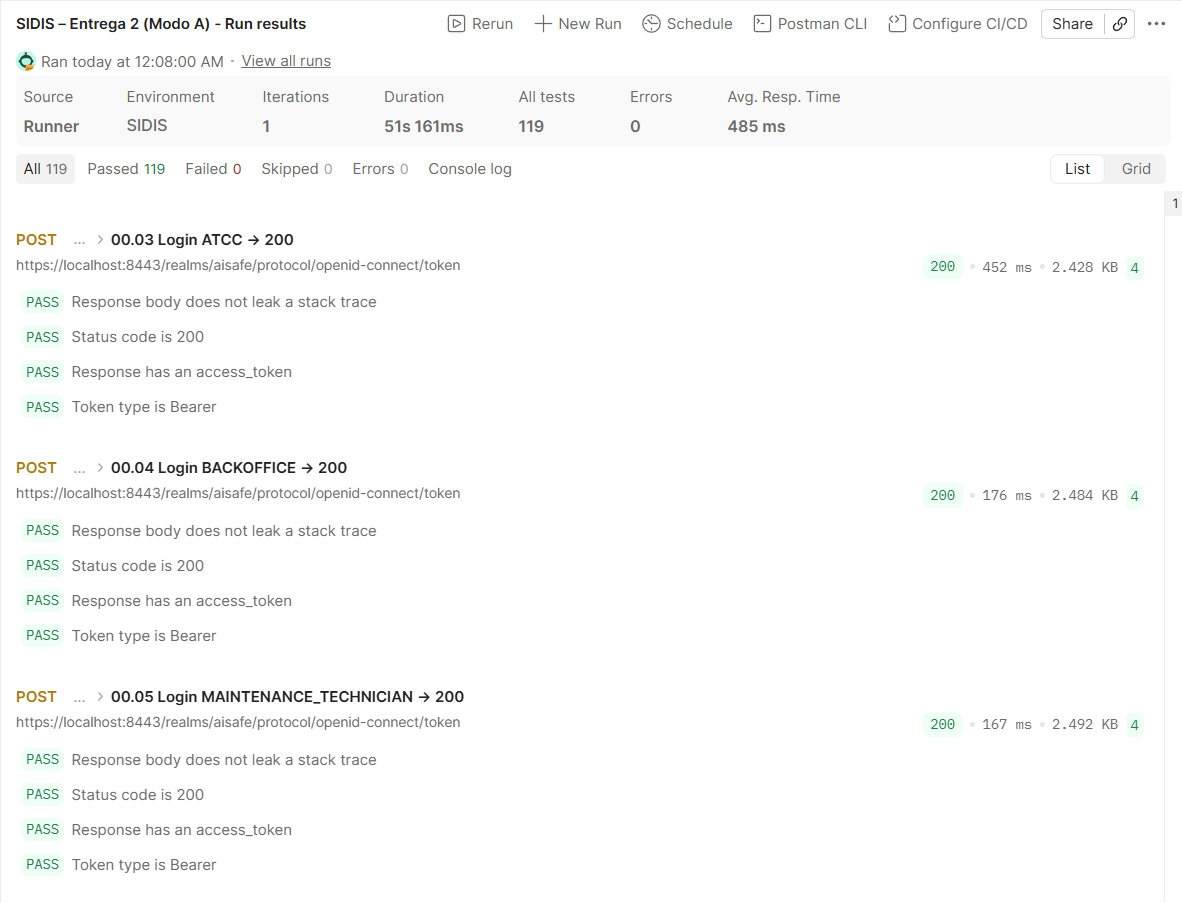 SIDIS – Entrega 2 (Modo A) - Run results
Rerun
New Run
Schedule
Postman CLI
Configure CI/CD
Share
Ran today at 12:08:00 AM · View all runs
Source Environment Iterations Duration All tests Errors Avg. Resp. Time
Runner SIDIS 1 51s 161ms 119 0 485 ms
All 119 Passed 119 Failed 0 Skipped 0 Errors 0 Console log
List Grid
1
POST ... > 00.03 Login ATCC → 200
https://localhost:8443/realms/aisafe/protocol/openid-connect/token
200 • 452 ms • 2.428 KB 4
PASS Response body does not leak a stack trace
PASS Status code is 200
PASS Response has an access_token
PASS Token type is Bearer
POST ... > 00.04 Login BACKOFFICE → 200
https://localhost:8443/realms/aisafe/protocol/openid-connect/token
200 • 176 ms • 2.484 KB 4
PASS Response body does not leak a stack trace
PASS Status code is 200
PASS Response has an access_token
PASS Token type is Bearer
POST ... > 00.05 Login MAINTENANCE_TECHNICIAN → 200
https://localhost:8443/realms/aisafe/protocol/openid-connect/token
200 • 167 ms • 2.492 KB 4
PASS Response body does not leak a stack trace
PASS Status code is 200
PASS Response has an access_token
PASS Token type is Bearer